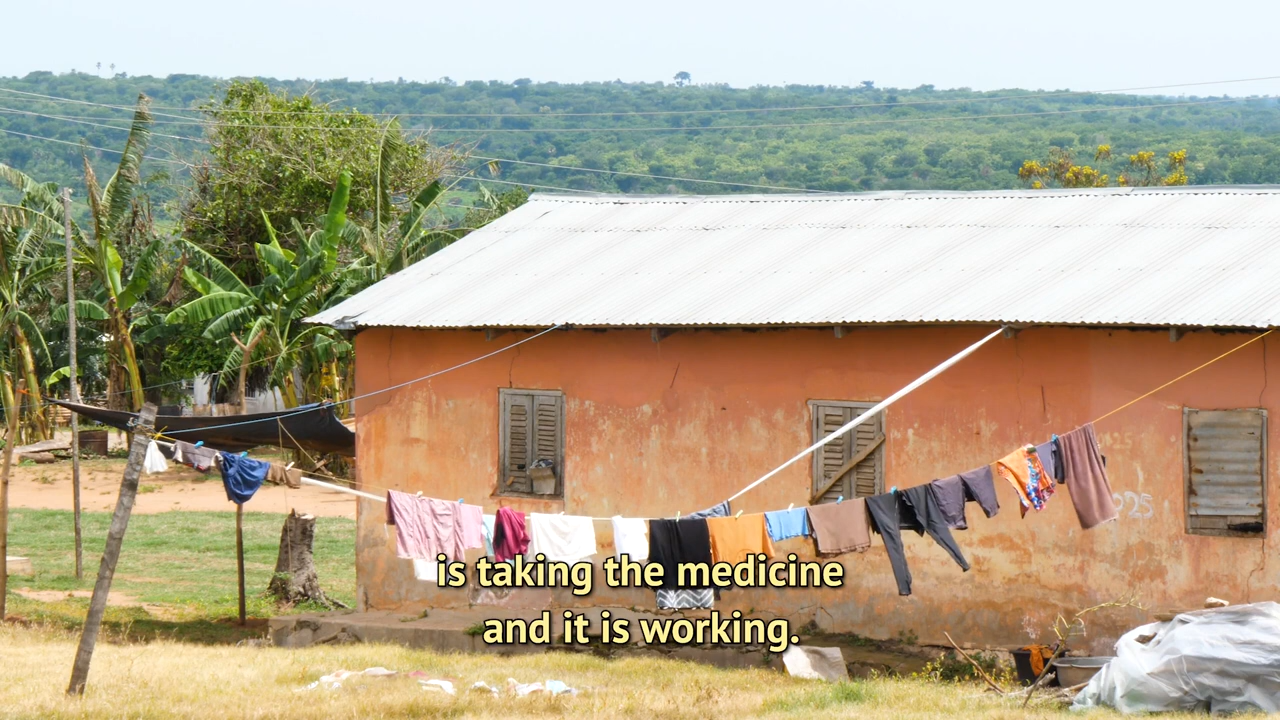 is taking the medicine
and it is working.